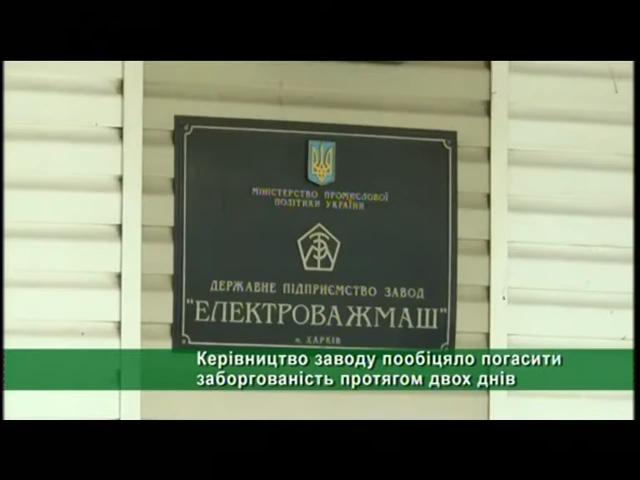 МІНІСТЕРСТВО ПРОМИСЛОВОЇ
ПОЛІТИКИ УКРАЇНИ
ДЕРЖАВНЕ ПІДПРИЄМСТВО ЗАВОД
"ЕЛЕКТРОВАЖМАШ"
м. ХАРКІВ
Керівництво заводу пообіцяло погасити
заборгованість протягом двох днів